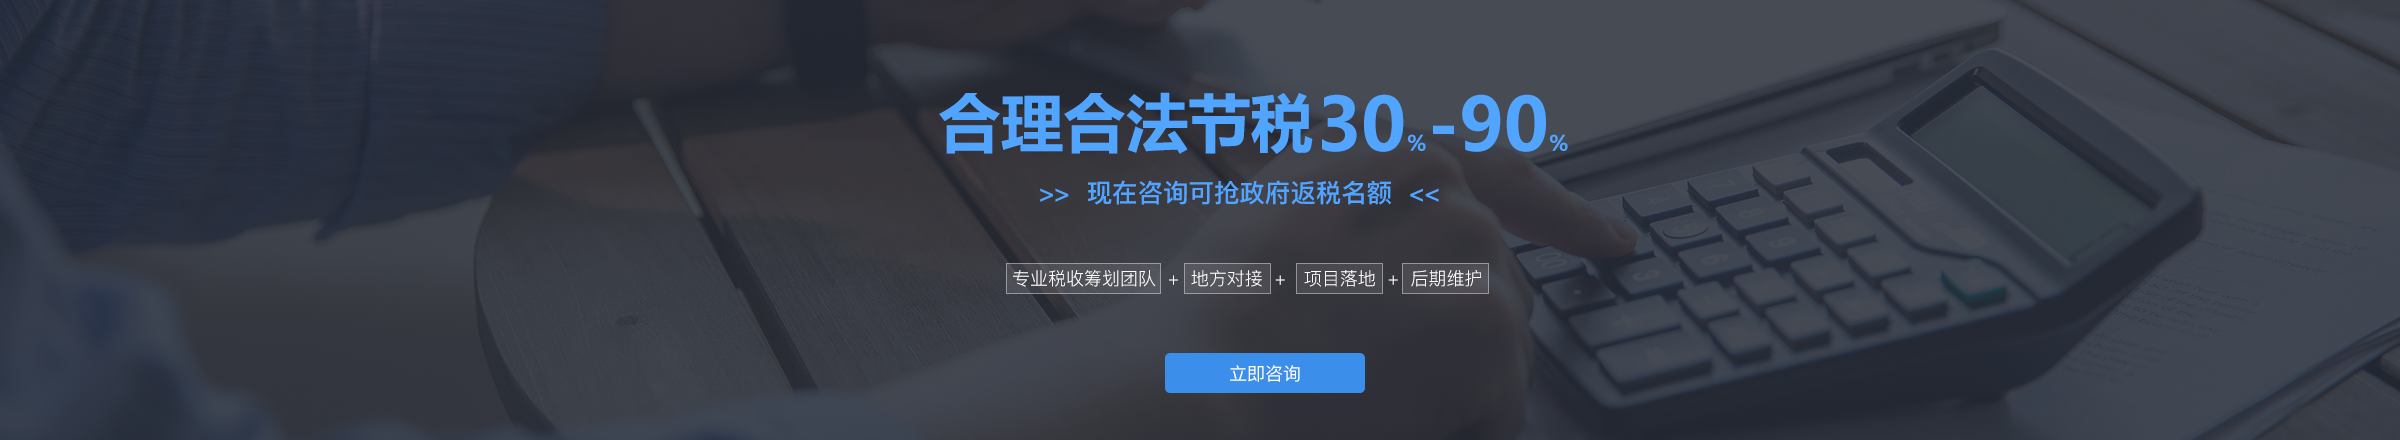 合理合法节税30%-90%
>> 现在咨询可抢政府返税名额 <<
专业税收筹划团队 + 地方对接 + 项目落地 + 后期维护
立即咨询